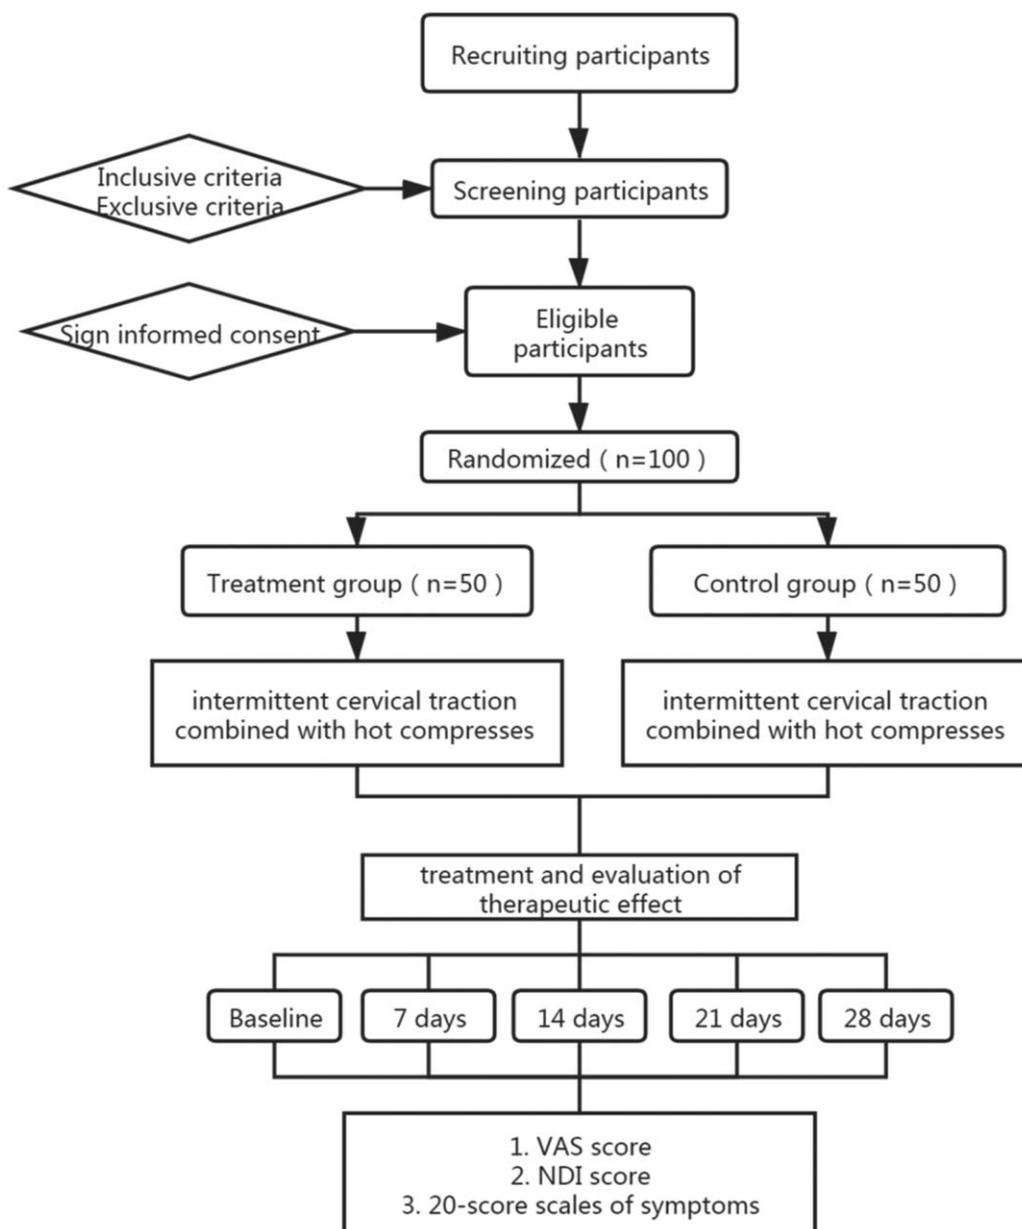 Recruiting participants
Inclusive criteria
Exclusive criteria
Screening participants
Sign informed consent
Eligible
participants
Randomized ( n=100 )
Treatment group ( n=50 )
Control group ( n=50 )
intermittent cervical traction
combined with hot compresses
intermittent cervical traction
combined with hot compresses
treatment and evaluation of
therapeutic effect
Baseline
7 days
14 days
21 days
28 days
1. VAS score
2. NDI score
3. 20-score scales of symptoms